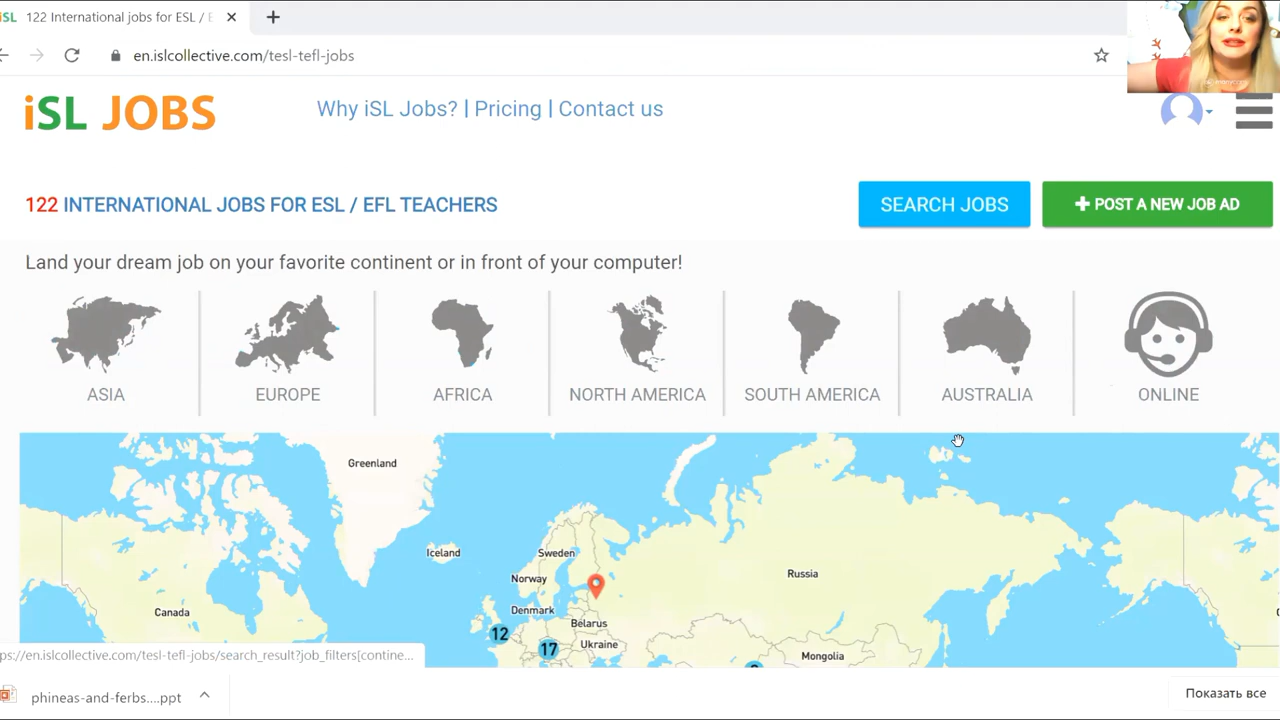 iSL 122 International jobs for ESL / E
en.islcollective.com/tesl-tefl-jobs
iSL JOBS
Why iSL Jobs? | Pricing | Contact us
122 INTERNATIONAL JOBS FOR ESL / EFL TEACHERS
SEARCH JOBS
POST A NEW JOB AD
Land your dream job on your favorite continent or in front of your computer!
ASIA
EUROPE
AFRICA
NORTH AMERICA
SOUTH AMERICA
AUSTRALIA
ONLINE
Greenland
Iceland
Sweden
Norway
Russia
Denmark
Canada
Belarus
12
Ukraine
17
Mongolia
ps://en.islcollective.com/tesl-tefl-jobs/search_result?job_filters[contine...
phineas-and-ferbs....ppt
Показать все